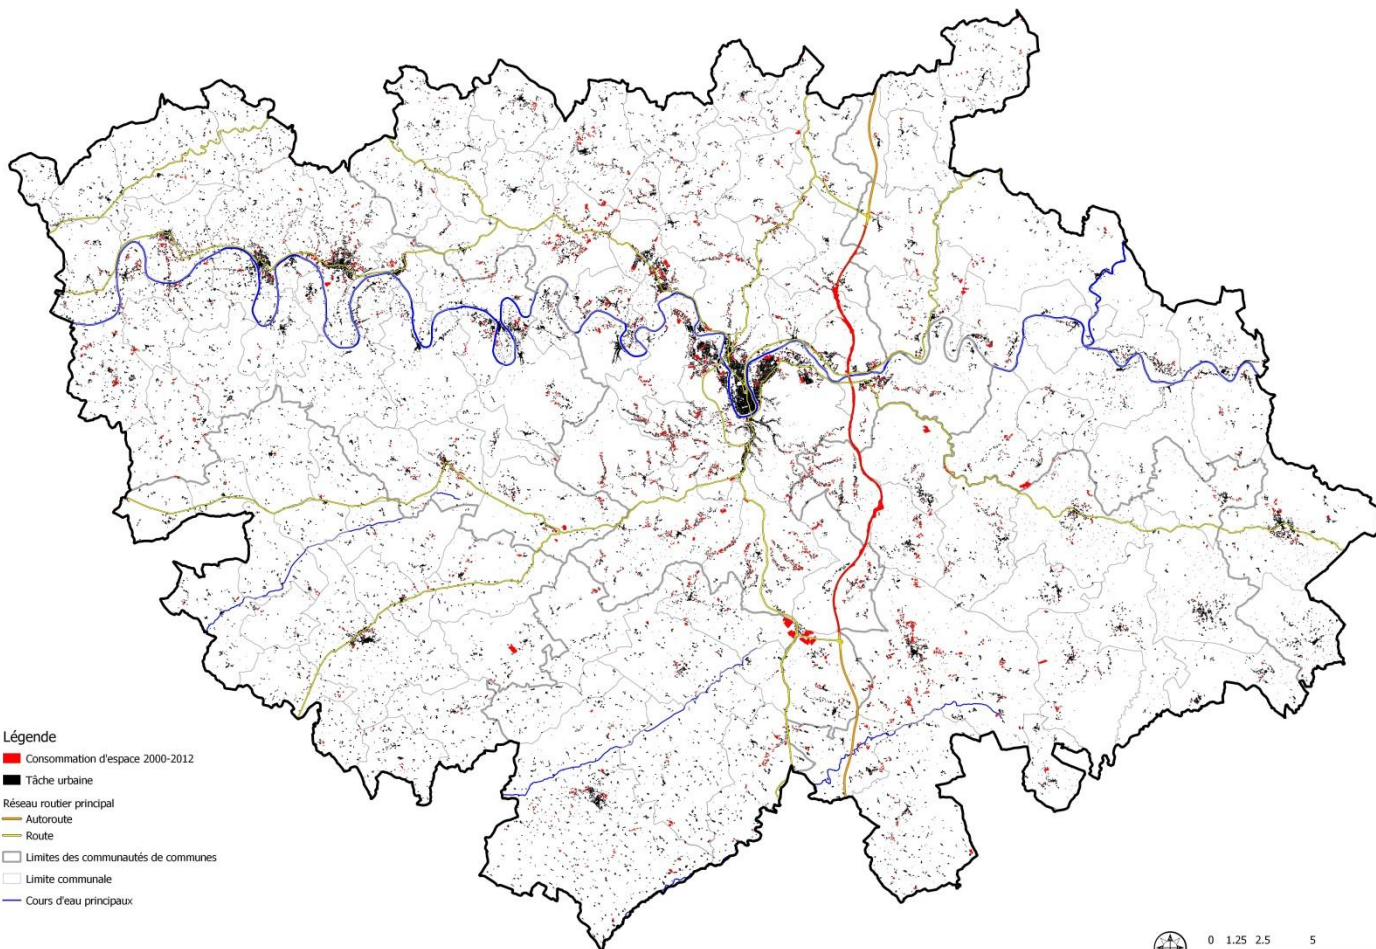 Légende
Consommation d'espace 2000-2012
Tâche urbaine
Réseau routier principal
Autoroute
Route
Limites des communautés de communes
Limite communale
Cours d'eau principaux
0 1.25 2.5 5